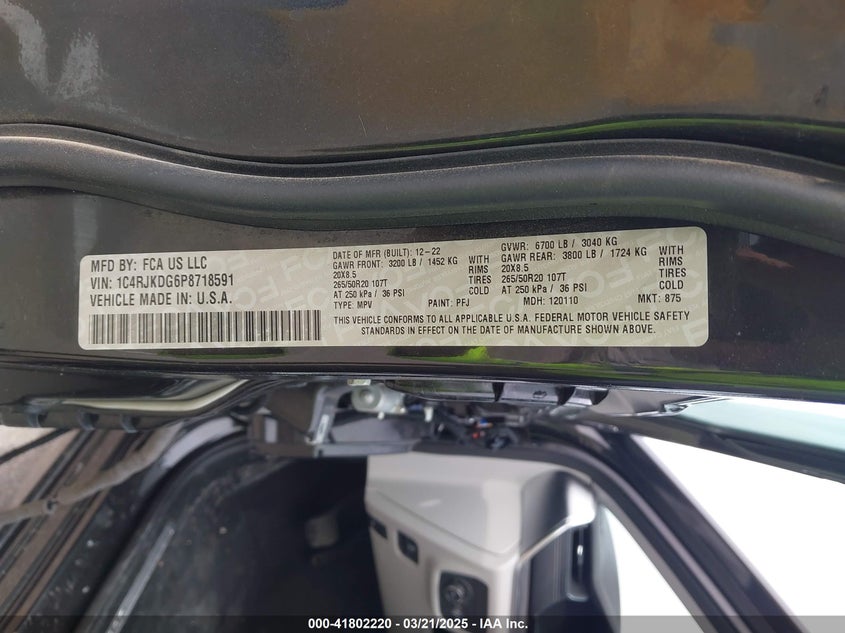 MFD BY: FCA US LLC
VIN: 1C4RJKDG6P8718591
VEHICLE MADE IN U.S.A.
DATE OF MFR (BUILT): 12-22
GAWR FRONT: 3200 LB / 1452 KG WITH
20X8.5 RIMS
265/50R20 107T TIRES
AT 250 kPa / 36 PSI COLD
TYPE: MPV PAINT: PFJ
GVWR: 6700 LB / 3040 KG
GAWR REAR: 3800 LB / 1724 KG WITH
20X8.5 RIMS
265/50R20 107T TIRES
AT 250 kPa / 36 PSI COLD
MDH: 120110 MKT: 875
THIS VEHICLE CONFORMS TO ALL APPLICABLE U.S.A. FEDERAL MOTOR VEHICLE SAFETY
STANDARDS IN EFFECT ON THE DATE OF MANUFACTURE SHOWN ABOVE.
000-41802220 / 03/21/2025 - IAA Inc.